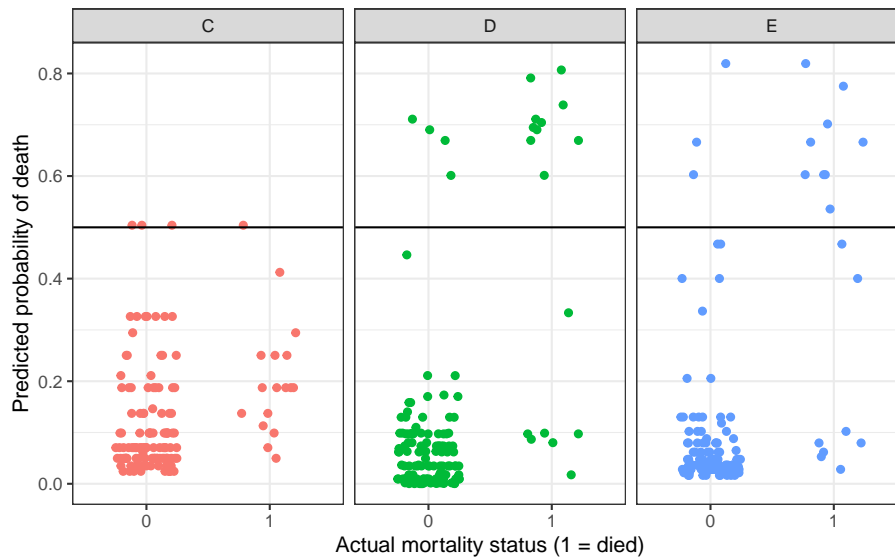 C D E
Predicted probability of death
0.8
0.6
0.4
0.2
0.0
0 1 0 1 0 1
Actual mortality status (1 = died)